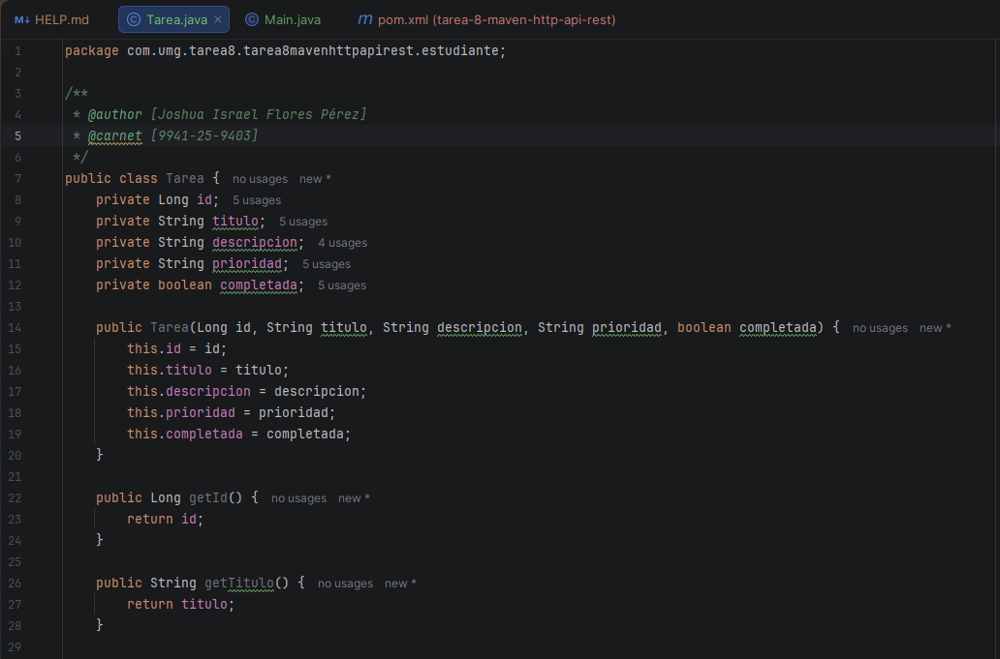 M↓ HELP.md © Tarea.java × © Main.java m pom.xml (tarea-8-maven-http-api-rest)
1 package com.umg.tarea8.tarea8mavenhttpapirest.estudiante;
2
3 /**
4 * @author [Joshua Israel Flores Pérez]
5 * @carnet [9941-25-9403]
6 */
7 public class Tarea { no usages new *
8 private Long id; 5 usages
9 private String titulo; 5 usages
10 private String descripcion; 4 usages
11 private String prioridad; 5 usages
12 private boolean completada; 5 usages
13
14 public Tarea(Long id, String titulo, String descripcion, String prioridad, boolean completada) { no usages new *
15 this.id = id;
16 this.titulo = titulo;
17 this.descripcion = descripcion;
18 this.prioridad = prioridad;
19 this.completada = completada;
20 }
21
22 public Long getId() { no usages new *
23 return id;
24 }
25
26 public String getTitulo() { no usages new *
27 return titulo;
28 }
29